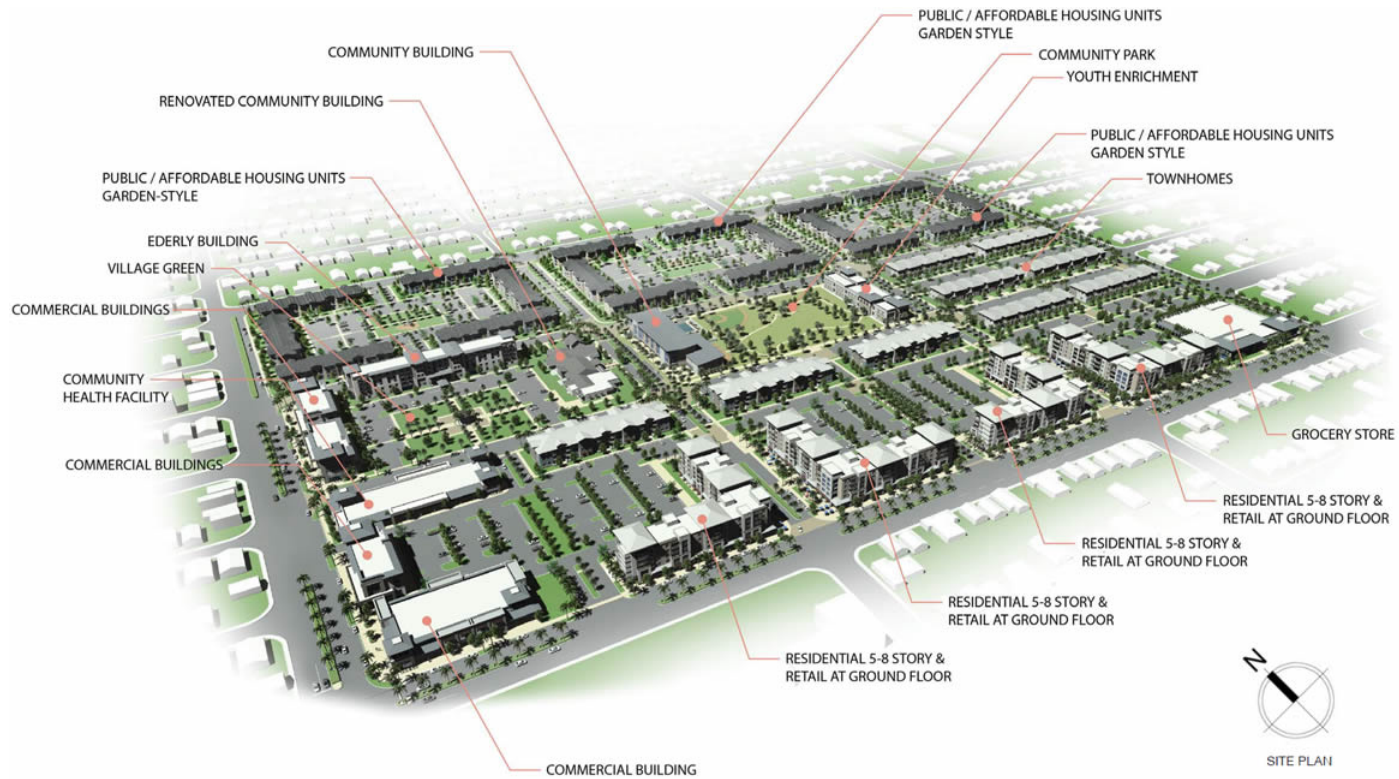 PUBLIC / AFFORDABLE HOUSING UNITS
GARDEN STYLE
COMMUNITY BUILDING
COMMUNITY PARK
YOUTH ENRICHMENT
RENOVATED COMMUNITY BUILDING
PUBLIC / AFFORDABLE HOUSING UNITS
GARDEN STYLE
PUBLIC / AFFORDABLE HOUSING UNITS
GARDEN-STYLE
TOWNHOMES
EDERLY BUILDING
VILLAGE GREEN
COMMERCIAL BUILDINGS
COMMUNITY
HEALTH FACILITY
COMMERCIAL BUILDINGS
GROCERY STORE
RESIDENTIAL 5-8 STORY &
RETAIL AT GROUND FLOOR
RESIDENTIAL 5-8 STORY &
RETAIL AT GROUND FLOOR
RESIDENTIAL 5-8 STORY &
RETAIL AT GROUND FLOOR
RESIDENTIAL 5-8 STORY &
RETAIL AT GROUND FLOOR
COMMERCIAL BUILDING
N
SITE PLAN